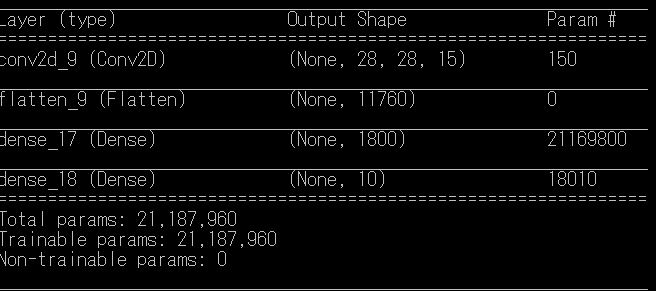 Layer (type) Output Shape Param #
=================================================================
conv2d_9 (Conv2D) (None, 28, 28, 15) 150
flatten_9 (Flatten) (None, 11760) 0
dense_17 (Dense) (None, 1800) 21169800
dense_18 (Dense) (None, 10) 18010
=================================================================
Total params: 21,187,960
Trainable params: 21,187,960
Non-trainable params: 0